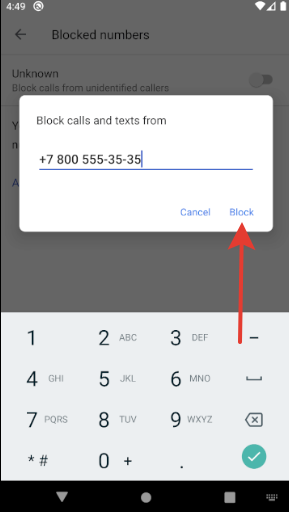 4:49
Blocked numbers
Unknown
Block calls from unidentified callers
Block calls and texts from
+7 800 555-35-35
Cancel Block
1 2 ABC 3 DEF –
4 GHI 5 JKL 6 MNO
7 PQRS 8 TUV 9 WXYZ
* # 0 + .